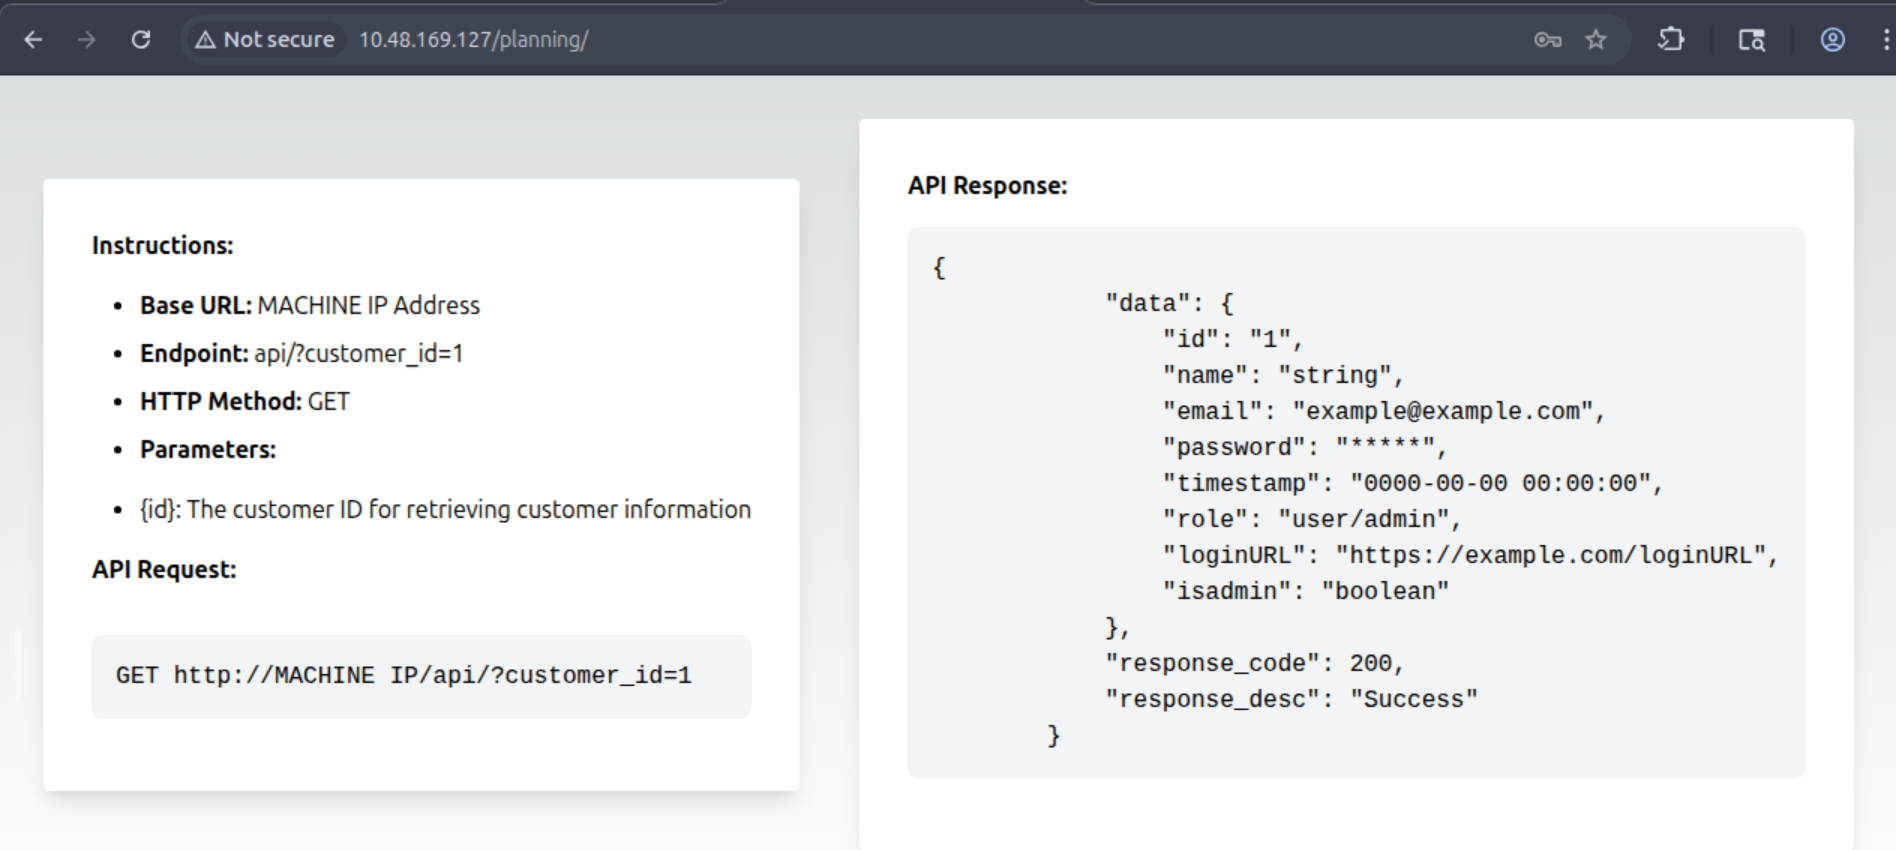 Not secure 10.48.169.127/planning/
Instructions:
• Base URL: MACHINE IP Address
• Endpoint: api/?customer_id=1
• HTTP Method: GET
• Parameters:
• {id}: The customer ID for retrieving customer information
API Request:
GET http://MACHINE IP/api/?customer_id=1
API Response:
{
"data": {
"id": "1",
"name": "string",
"email": "example@example.com",
"password": "*****",
"timestamp": "0000-00-00 00:00:00",
"role": "user/admin",
"loginURL": "https://example.com/loginURL",
"isadmin": "boolean"
},
"response_code": 200,
"response_desc": "Success"
}